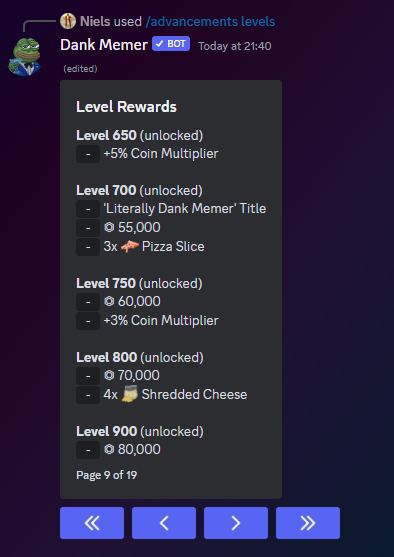 Niels used /advancements levels
Dank Memer ✓ BOT Today at 21:40
(edited)
Level Rewards
Level 650 (unlocked)
- +5% Coin Multiplier
Level 700 (unlocked)
- 'Literally Dank Memer' Title
- 55,000
- 3x Pizza Slice
Level 750 (unlocked)
- 60,000
- +3% Coin Multiplier
Level 800 (unlocked)
- 70,000
- 4x Shredded Cheese
Level 900 (unlocked)
- 80,000
Page 9 of 19